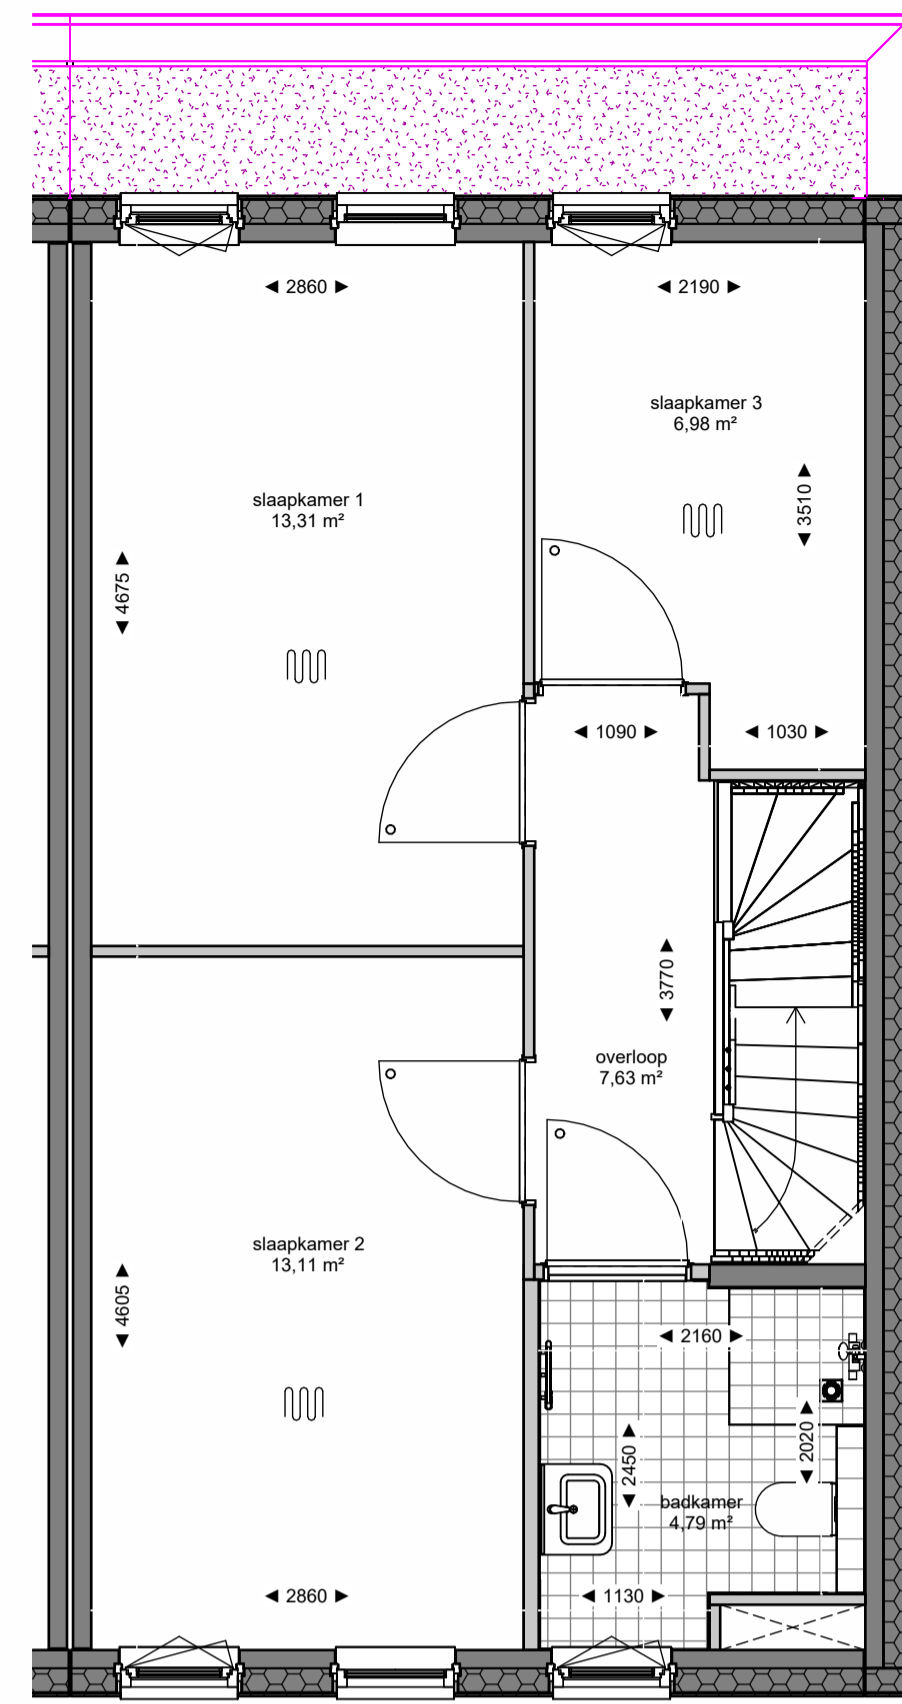 ◄ 2860 ►
◄ 2190 ►
slaapkamer 3
6,98 m²
◄ 3510 ►
slaapkamer 1
13,31 m²
◄ 4675 ►
◄ 1090 ►
◄ 1030 ►
◄ 3770 ►
overloop
7,63 m²
slaapkamer 2
13,11 m²
◄ 4605 ►
◄ 2160 ►
◄ 2020 ►
◄ 2450 ►
badkamer
4,79 m²
◄ 2860 ►
◄ 1130 ►